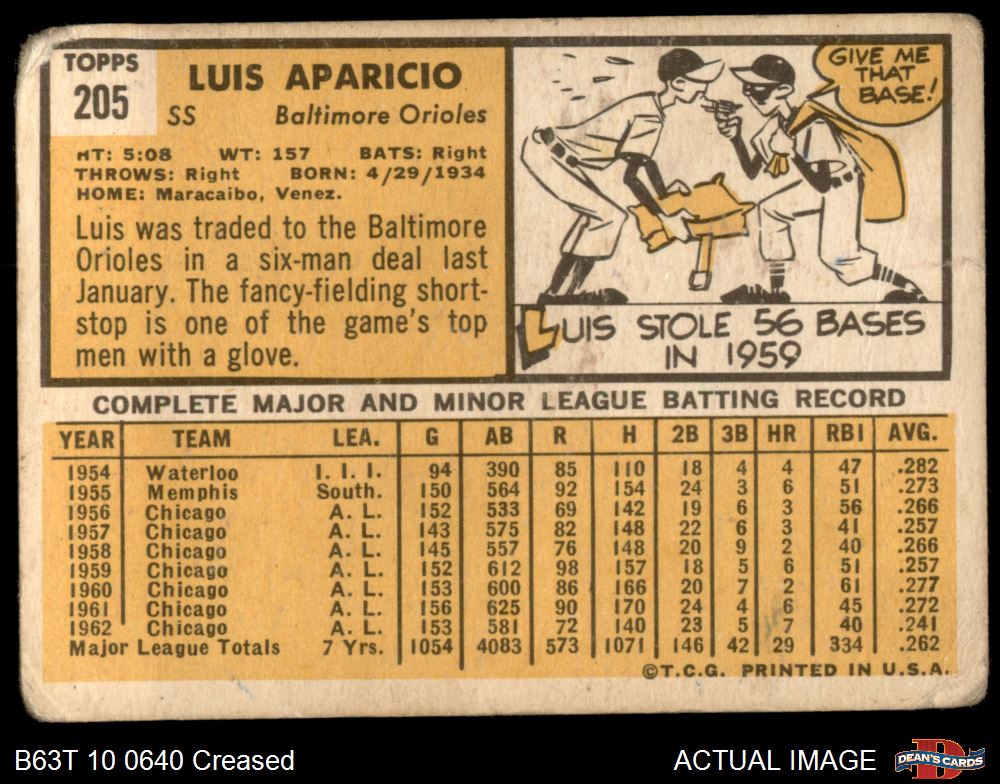 TOPPS
205
LUIS APARICIO
SS Baltimore Orioles
HT: 5:08 WT: 157 BATS: Right
THROWS: Right BORN: 4/29/1934
HOME: Maracaibo, Venez.
Luis was traded to the Baltimore
Orioles in a six-man deal last
January. The fancy-fielding short-
stop is one of the game's top
men with a glove.
GIVE ME
THAT
BASE!
LUIS STOLE 56 BASES
IN 1959
COMPLETE MAJOR AND MINOR LEAGUE BATTING RECORD
YEAR TEAM LEA. G AB R H 2B 3B HR RBI AVG.
1954 Waterloo I. I. I. 94 390 85 110 18 4 4 47 .282
1955 Memphis South. 150 564 92 154 24 3 6 51 .273
1956 Chicago A. L. 152 533 69 142 19 6 3 56 .266
1957 Chicago A. L. 143 575 82 148 22 6 3 41 .257
1958 Chicago A. L. 145 557 76 148 20 9 2 40 .266
1959 Chicago A. L. 152 612 98 157 18 5 6 51 .257
1960 Chicago A. L. 153 600 86 166 20 7 2 61 .277
1961 Chicago A. L. 156 625 90 170 24 4 6 45 .272
1962 Chicago A. L. 153 581 72 140 23 5 7 40 .241
Major League Totals 7 Yrs. 1054 4083 573 1071 146 42 29 334 .262
©T.C.G. PRINTED IN U.S.A.
B63T 10 0640 Creased ACTUAL IMAGE
DEAN'S CARDS